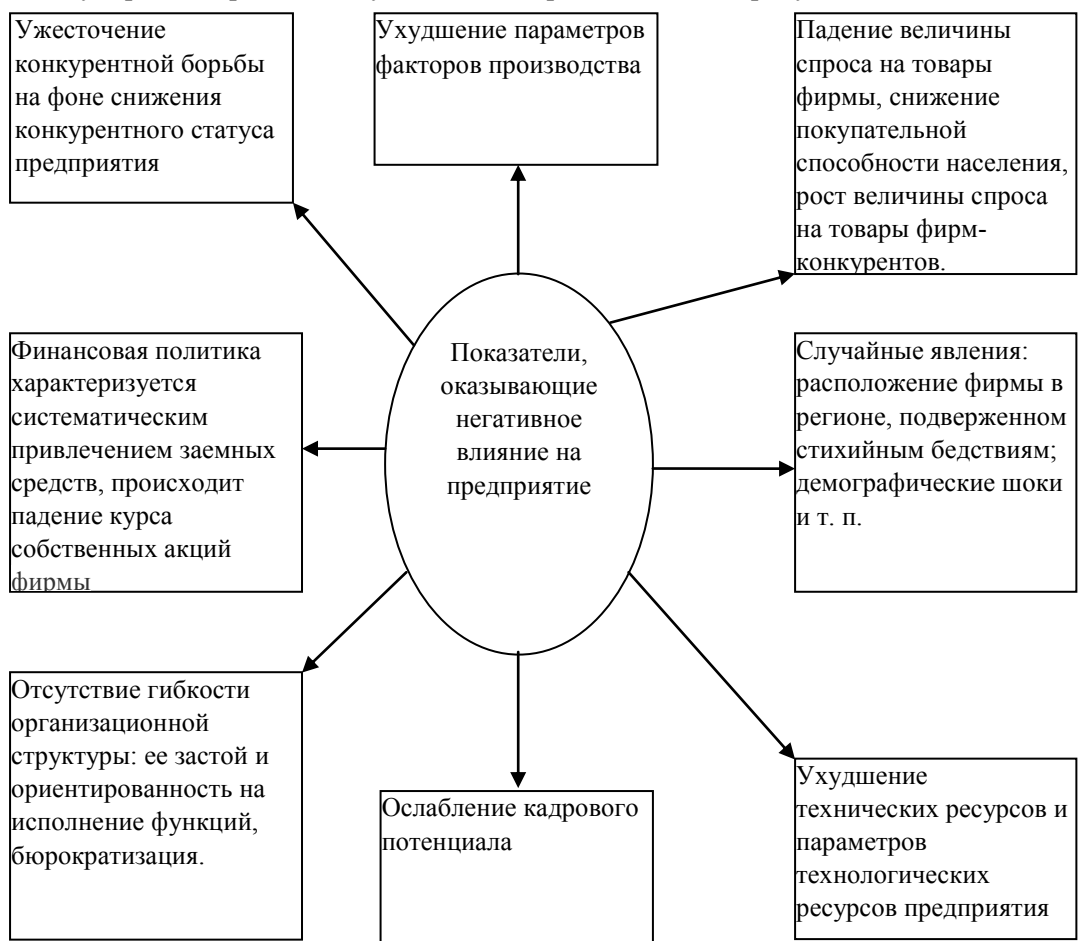 Ужесточение
конкурентной борьбы
на фоне снижения
конкурентного статуса
предприятия
Ухудшение параметров
факторов производства
Падение величины
спроса на товары
фирмы, снижение
покупательной
способности населения,
рост величины спроса
на товары фирм-
конкурентов.
Финансовая политика
характеризуется
систематическим
привлечением заемных
средств, происходит
падение курса
собственных акций
фирмы
Показатели,
оказывающие
негативное
влияние на
предприятие
Случайные явления:
расположение фирмы в
регионе, подверженном
стихийным бедствиям;
демографические шоки
и т. п.
Отсутствие гибкости
организационной
структуры: ее застой и
ориентированность на
исполнение функций,
бюрократизация.
Ослабление кадрового
потенциала
Ухудшение
технических ресурсов и
параметров
технологических
ресурсов предприятия